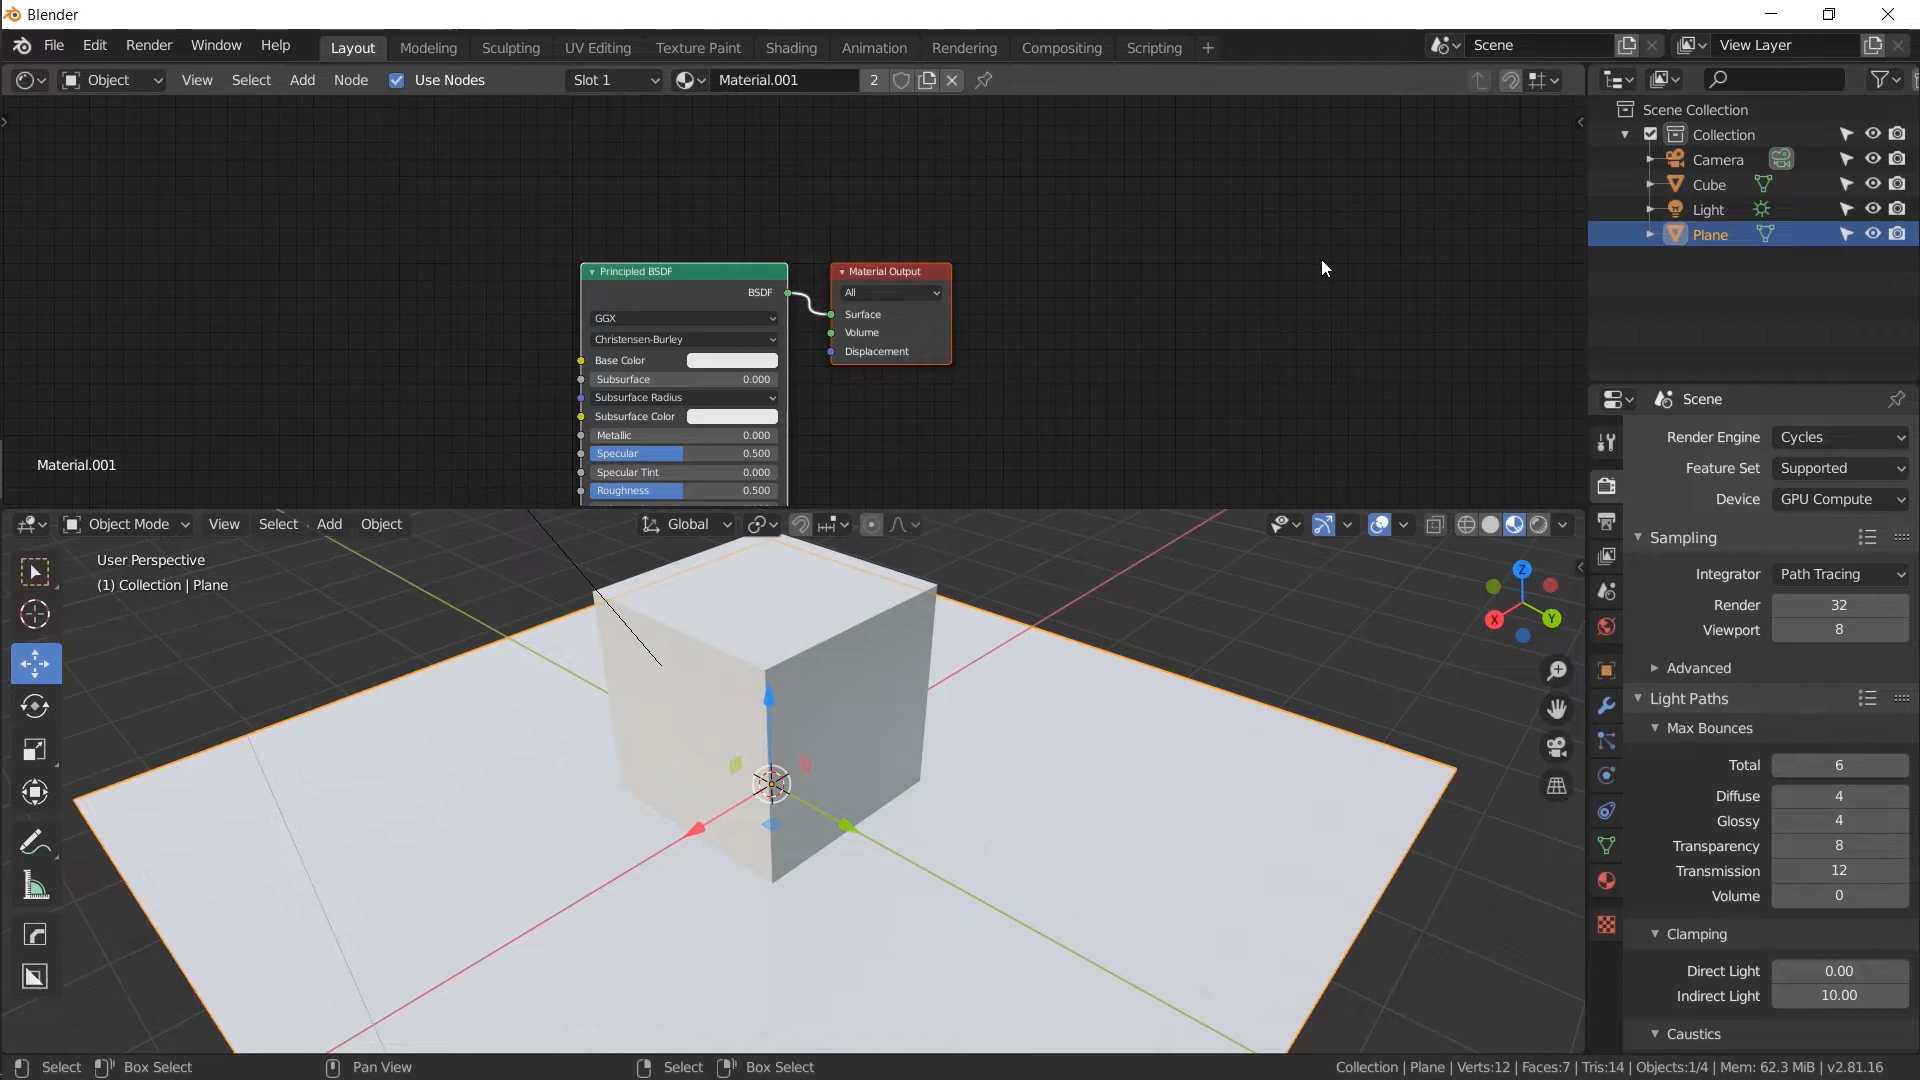 Blender
File Edit Render Window Help Layout Modeling Sculpting UV Editing Texture Paint Shading Animation Rendering Compositing Scripting + Scene View Layer
Object View Select Add Node Use Nodes Slot 1 Material.001 2
Scene Collection
Collection
Camera
Cube
Light
Plane
Principled BSDF
BSDF
GGX
Christensen-Burley
Base Color
Subsurface 0.000
Subsurface Radius
Subsurface Color
Metallic 0.000
Specular 0.500
Specular Tint 0.000
Roughness 0.500
Material Output
All
Surface
Volume
Displacement
Material.001
Scene
Render Engine Cycles
Feature Set Supported
Device GPU Compute
Sampling
Integrator Path Tracing
Render 32
Viewport 8
Advanced
Light Paths
Max Bounces
Total 6
Diffuse 4
Glossy 4
Transparency 8
Transmission 12
Volume 0
Clamping
Direct Light 0.00
Indirect Light 10.00
Caustics
Object Mode View Select Add Object Global
User Perspective
(1) Collection | Plane
Z
X
Y
Select Box Select Pan View Select Box Select Collection | Plane | Verts:12 | Faces:7 | Tris:14 | Objects:1/4 | Mem: 62.3 MiB | v2.81.16